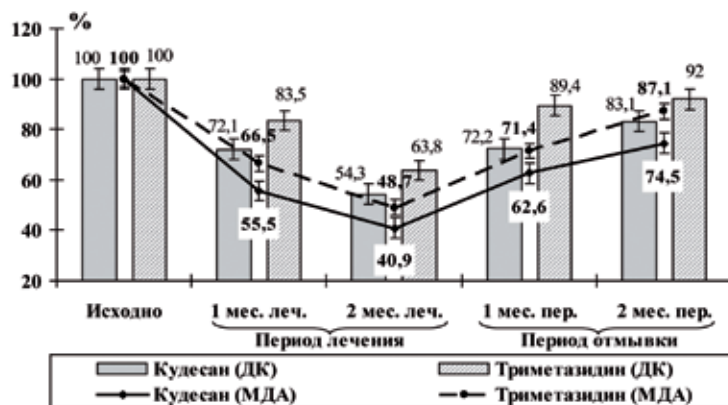 %
120
100
80
60
40
20
100 100 100
72,1 66,5 83,5
55,5
54,3 48,7 63,8
40,9
72,2 71,4 89,4
62,6
83,1 87,1 92
74,5
Исходно 1 мес. леч. 2 мес. леч. 1 мес. пер. 2 мес. пер.
Период лечения Период отмывки
Кудесан (ДК) Триметазидин (ДК)
Кудесан (МДА) Триметазидин (МДА)